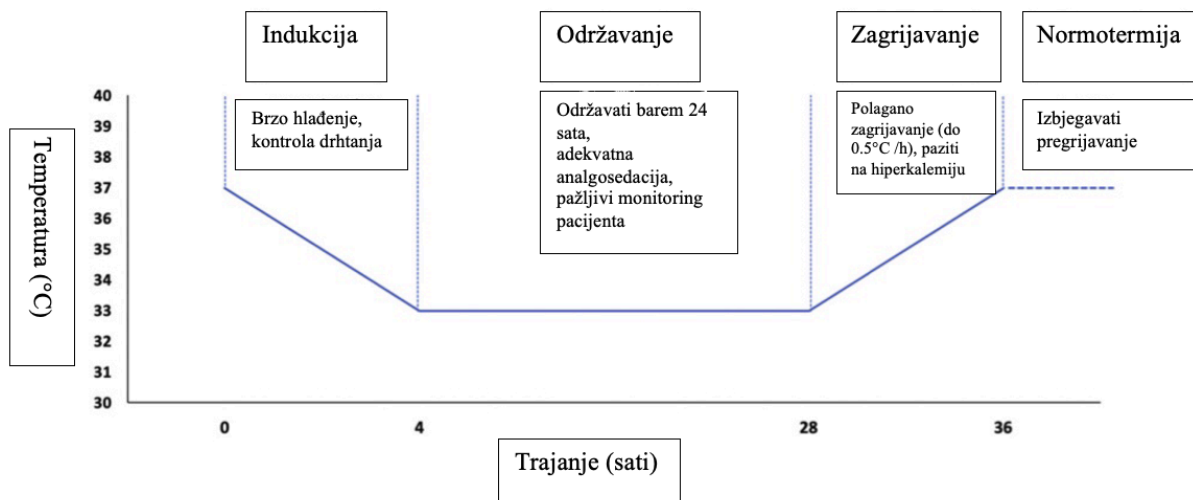 Indukcija
Održavanje
Zagrijavanje
Normotermija
Brzo hlađenje,
kontrola drhtanja
Održavati barem 24
sata,
adekvatna
analgosedacija,
pažljivi monitoring
pacijenta
Polagano
zagrijavanje (do
0.5°C /h), paziti
na hiperkalemiju
Izbjegavati
pregrijavanje
Temperatura (°C)
40
39
38
37
36
35
34
33
32
31
30
0
4
28
36
Trajanje (sati)